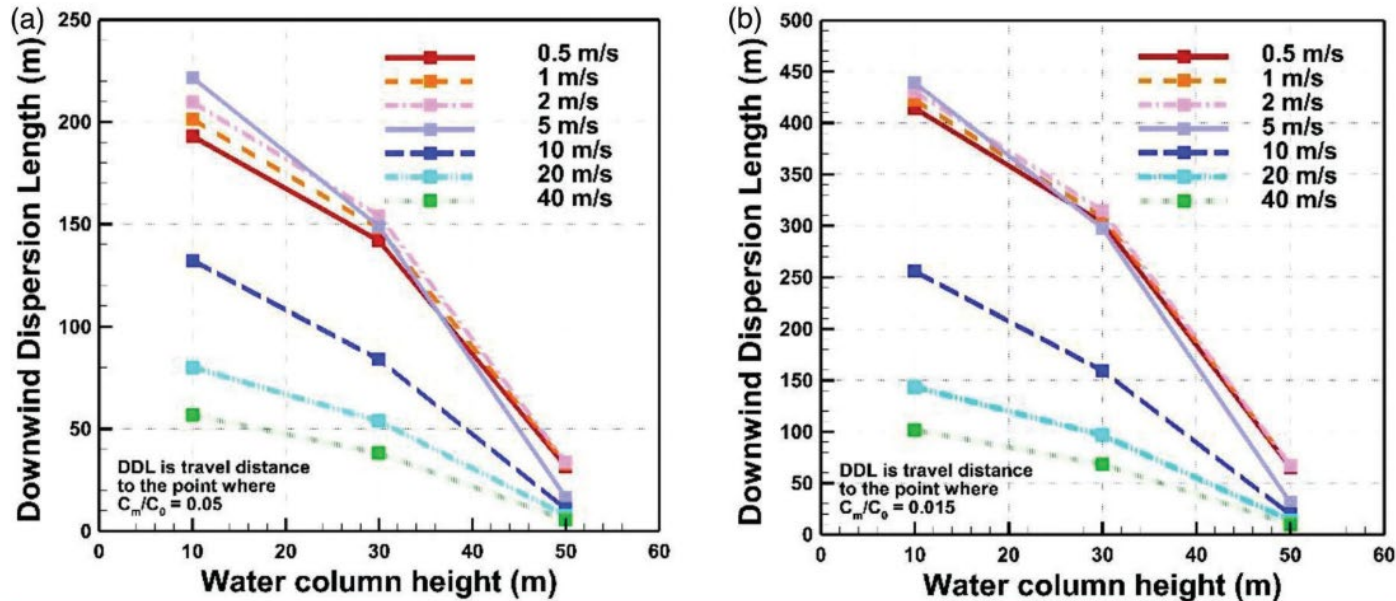 (a)
Downwind Dispersion Length (m)
250
200
150
100
50
0
0.5 m/s
1 m/s
2 m/s
5 m/s
10 m/s
20 m/s
40 m/s
DDL is travel distance
to the point where
C_m/C_0 = 0.05
0 10 20 30 40 50 60
Water column height (m)
(b)
Downwind Dispersion Length (m)
500
450
400
350
300
250
200
150
100
50
0
0.5 m/s
1 m/s
2 m/s
5 m/s
10 m/s
20 m/s
40 m/s
DDL is travel distance
to the point where
C_m/C_0 = 0.015
0 10 20 30 40 50 60
Water column height (m)